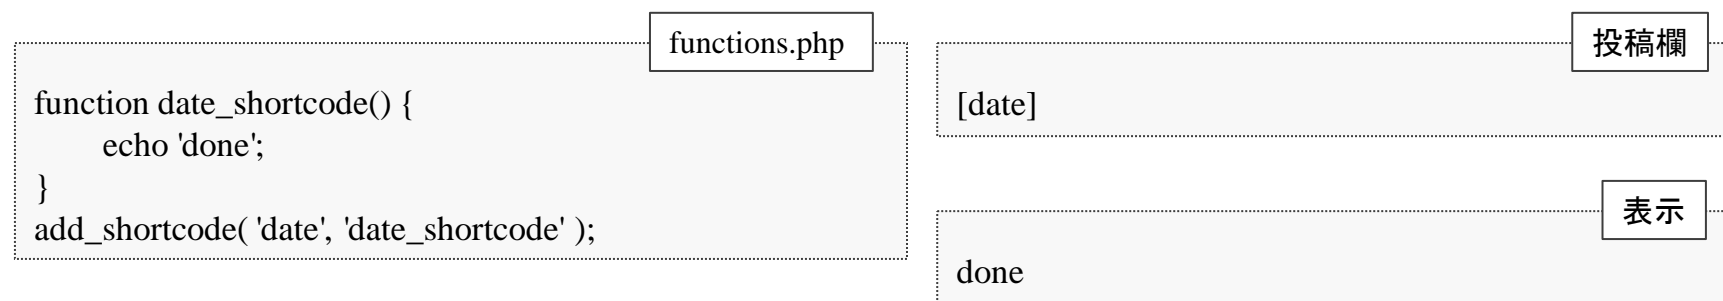 functions.php
function date_shortcode() {
echo 'done';
}
add_shortcode( 'date', 'date_shortcode' );
投稿欄
[date]
表示
done